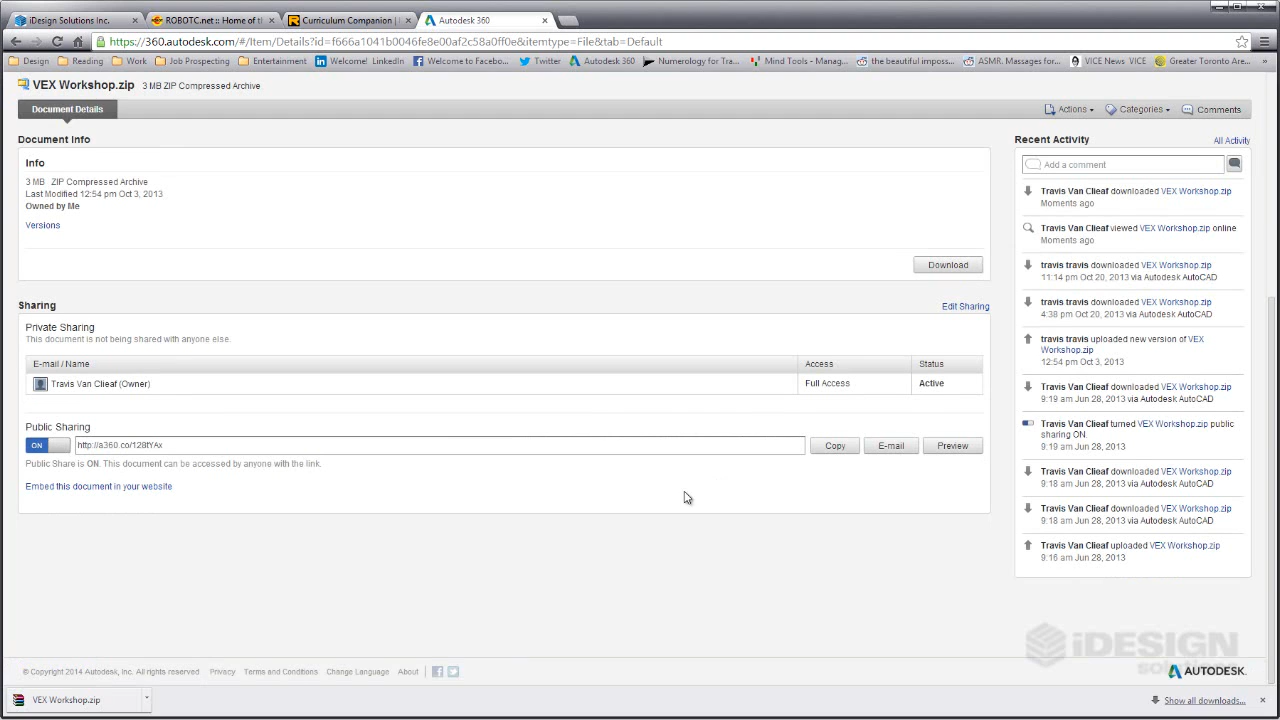 iDesign Solutions Inc.
ROBOTC.net :: Home of th
Curriculum Companion |
Autodesk 360
https://360.autodesk.com/#/Item/Details?id=f666a1041b0046fe8e00af2c58a0ff0e&itemtype=File&tab=Default
Design
Reading
Work
Job Prospecting
Entertainment
Welcome! LinkedIn
Welcome to Facebo...
Twitter
Autodesk 360
Numerology for Tra...
Mind Tools - Manag...
the beautiful imposs...
ASMR. Massages for...
VICE News VICE
Greater Toronto Are...
»
VEX Workshop.zip 3 MB ZIP Compressed Archive
Document Details
Actions
Categories
Comments
Document Info
Info
3 MB ZIP Compressed Archive
Last Modified 12:54 pm Oct 3, 2013
Owned by Me
Versions
Download
Sharing
Edit Sharing
Private Sharing
This document is not being shared with anyone else.
E-mail / Name Access Status
Travis Van Clieaf (Owner) Full Access Active
Public Sharing
ON http://a360.co/128tYAx Copy E-mail Preview
Public Share is ON. This document can be accessed by anyone with the link.
Embed this document in your website
Recent Activity All Activity
Add a comment
Travis Van Clieaf downloaded VEX Workshop.zip
Moments ago
Travis Van Clieaf viewed VEX Workshop.zip online
Moments ago
travis travis downloaded VEX Workshop.zip
11:14 pm Oct 20, 2013 via Autodesk AutoCAD
travis travis downloaded VEX Workshop.zip
4:38 pm Oct 20, 2013 via Autodesk AutoCAD
travis travis uploaded new version of VEX
Workshop.zip
12:54 pm Oct 3, 2013
Travis Van Clieaf downloaded VEX Workshop.zip
9:19 am Jun 28, 2013 via Autodesk AutoCAD
Travis Van Clieaf turned VEX Workshop.zip public
sharing ON.
9:19 am Jun 28, 2013
Travis Van Clieaf downloaded VEX Workshop.zip
9:18 am Jun 28, 2013 via Autodesk AutoCAD
Travis Van Clieaf downloaded VEX Workshop.zip
9:18 am Jun 28, 2013 via Autodesk AutoCAD
Travis Van Clieaf uploaded VEX Workshop.zip
9:16 am Jun 28, 2013
iDESIGN
solutions
© Copyright 2014 Autodesk, Inc. All rights reserved Privacy Terms and Conditions Change Language About
AUTODESK.
VEX Workshop.zip
Show all downloads...